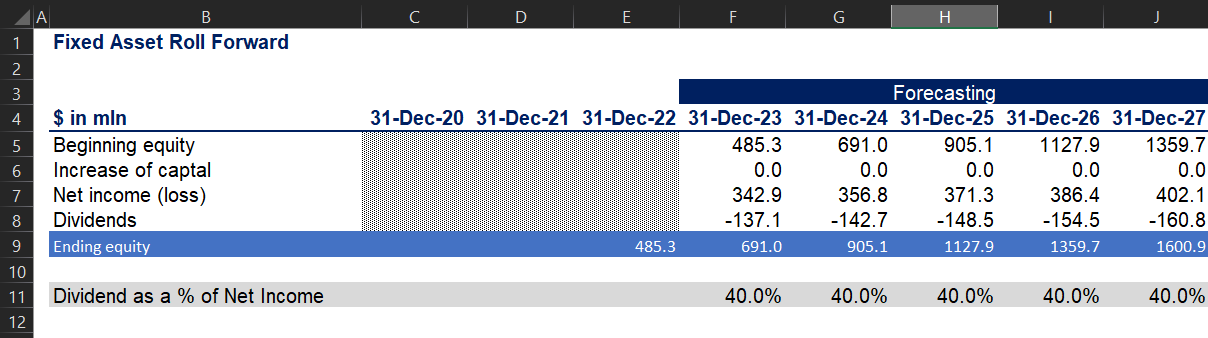 A B C D E F G H I J
1 Fixed Asset Roll Forward
2
3 Forecasting
4 $ in mln 31-Dec-20 31-Dec-21 31-Dec-22 31-Dec-23 31-Dec-24 31-Dec-25 31-Dec-26 31-Dec-27
5 Beginning equity 485.3 691.0 905.1 1127.9 1359.7
6 Increase of captal 0.0 0.0 0.0 0.0 0.0
7 Net income (loss) 342.9 356.8 371.3 386.4 402.1
8 Dividends -137.1 -142.7 -148.5 -154.5 -160.8
9 Ending equity 485.3 691.0 905.1 1127.9 1359.7 1600.9
10
11 Dividend as a % of Net Income 40.0% 40.0% 40.0% 40.0% 40.0%
12